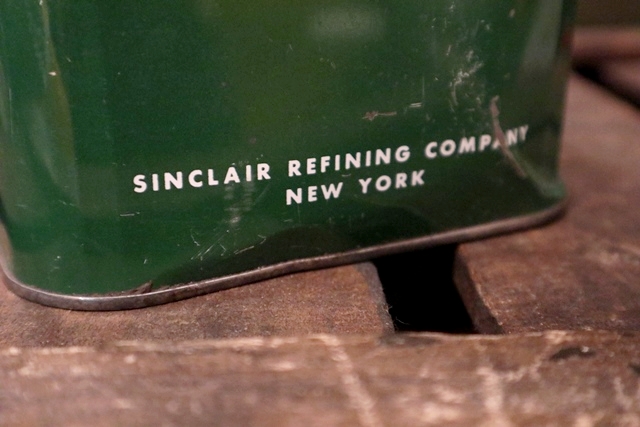 SINCLAIR REFINING COMPANY
NEW YORK